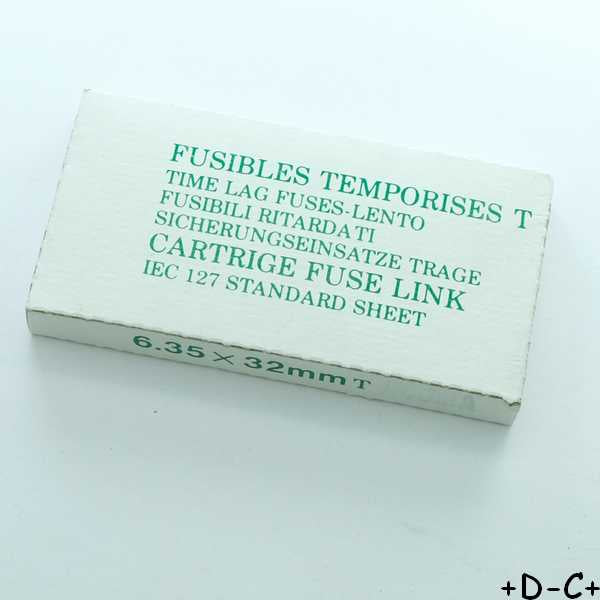 FUSIBLES TEMPORISES T
TIME LAG FUSES-LENTO
FUSIBILI RITARDATI
SICHERUNGSEINSATZE TRAGE
CARTRIGE FUSE LINK
IEC 127 STANDARD SHEET
6.35 × 32mm T
+D-C+